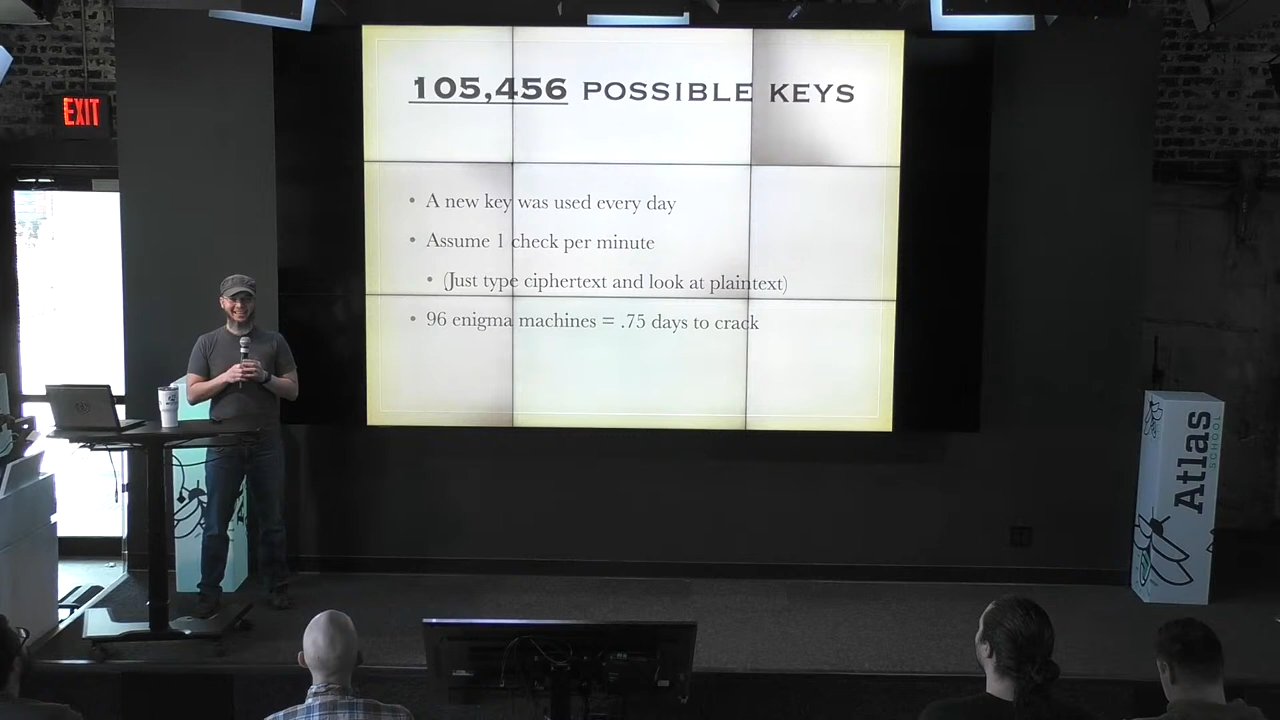 105,456 POSSIBLE KEYS
EXIT
• A new key was used every day
• Assume 1 check per minute
• (Just type ciphertext and look at plaintext)
• 96 enigma machines = .75 days to crack
Atlas
SCHOOL